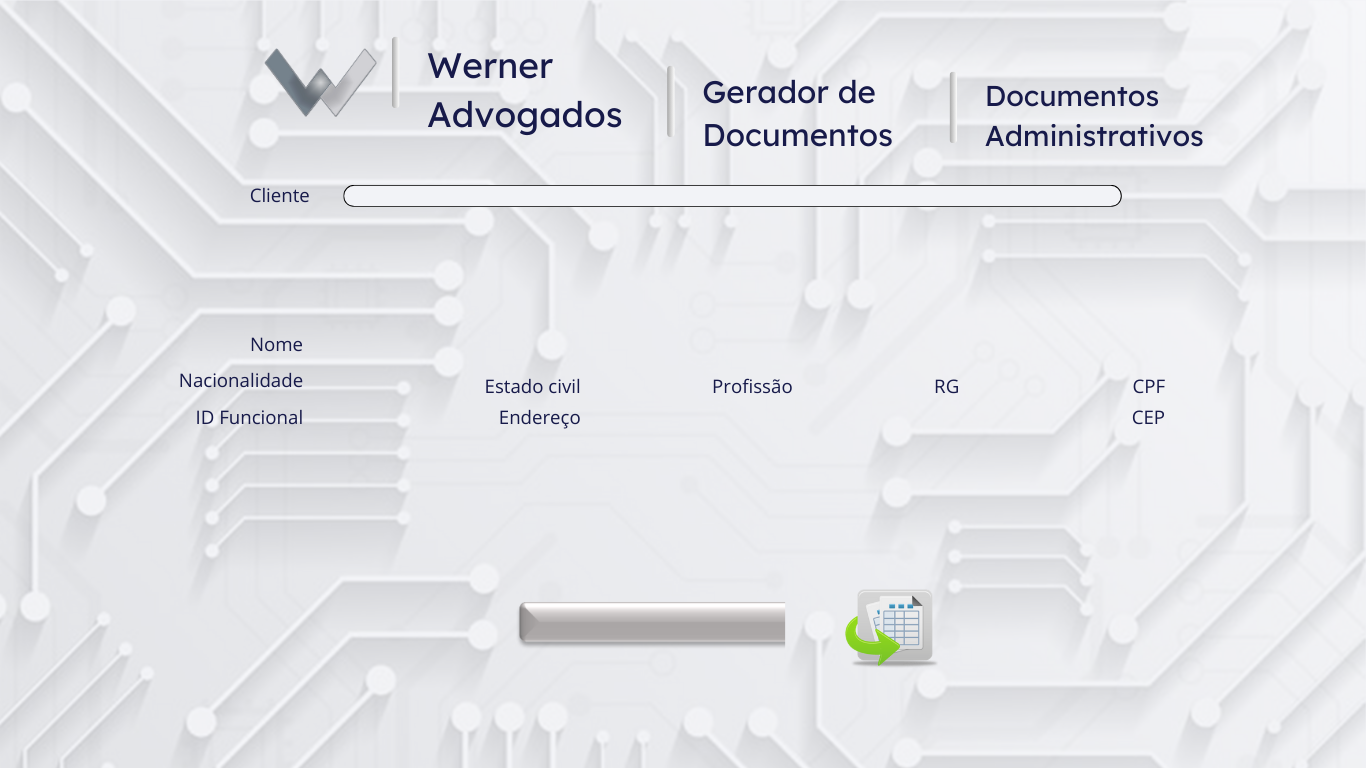 Werner
Advogados
Gerador de
Documentos
Documentos
Administrativos
Cliente
Nome
Nacionalidade
Estado civil
Profissão
RG
CPF
ID Funcional
Endereço
CEP